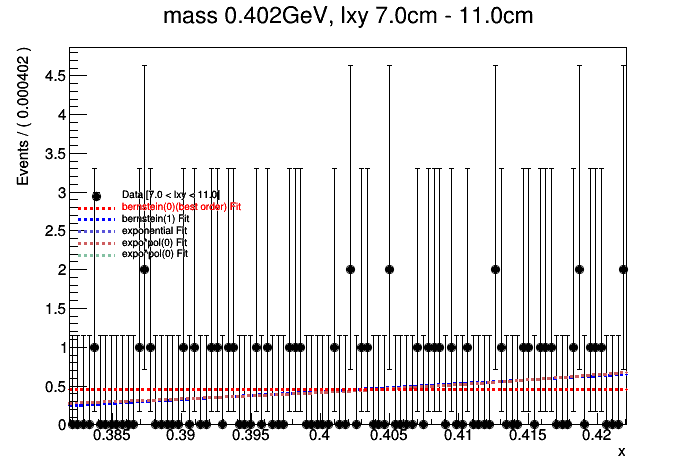 mass 0.402GeV, lxy 7.0cm - 11.0cm
Events / ( 0.000402 )
4.5
4
3.5
3
2.5
2
1.5
1
0.5
0
Data [7.0 < lxy < 11.0]
bernstein(0)(best order) Fit
bernstein(1) Fit
exponential Fit
expo*pol(0) Fit
expo*pol(0) Fit
0.385 0.39 0.395 0.4 0.405 0.41 0.415 0.42
x